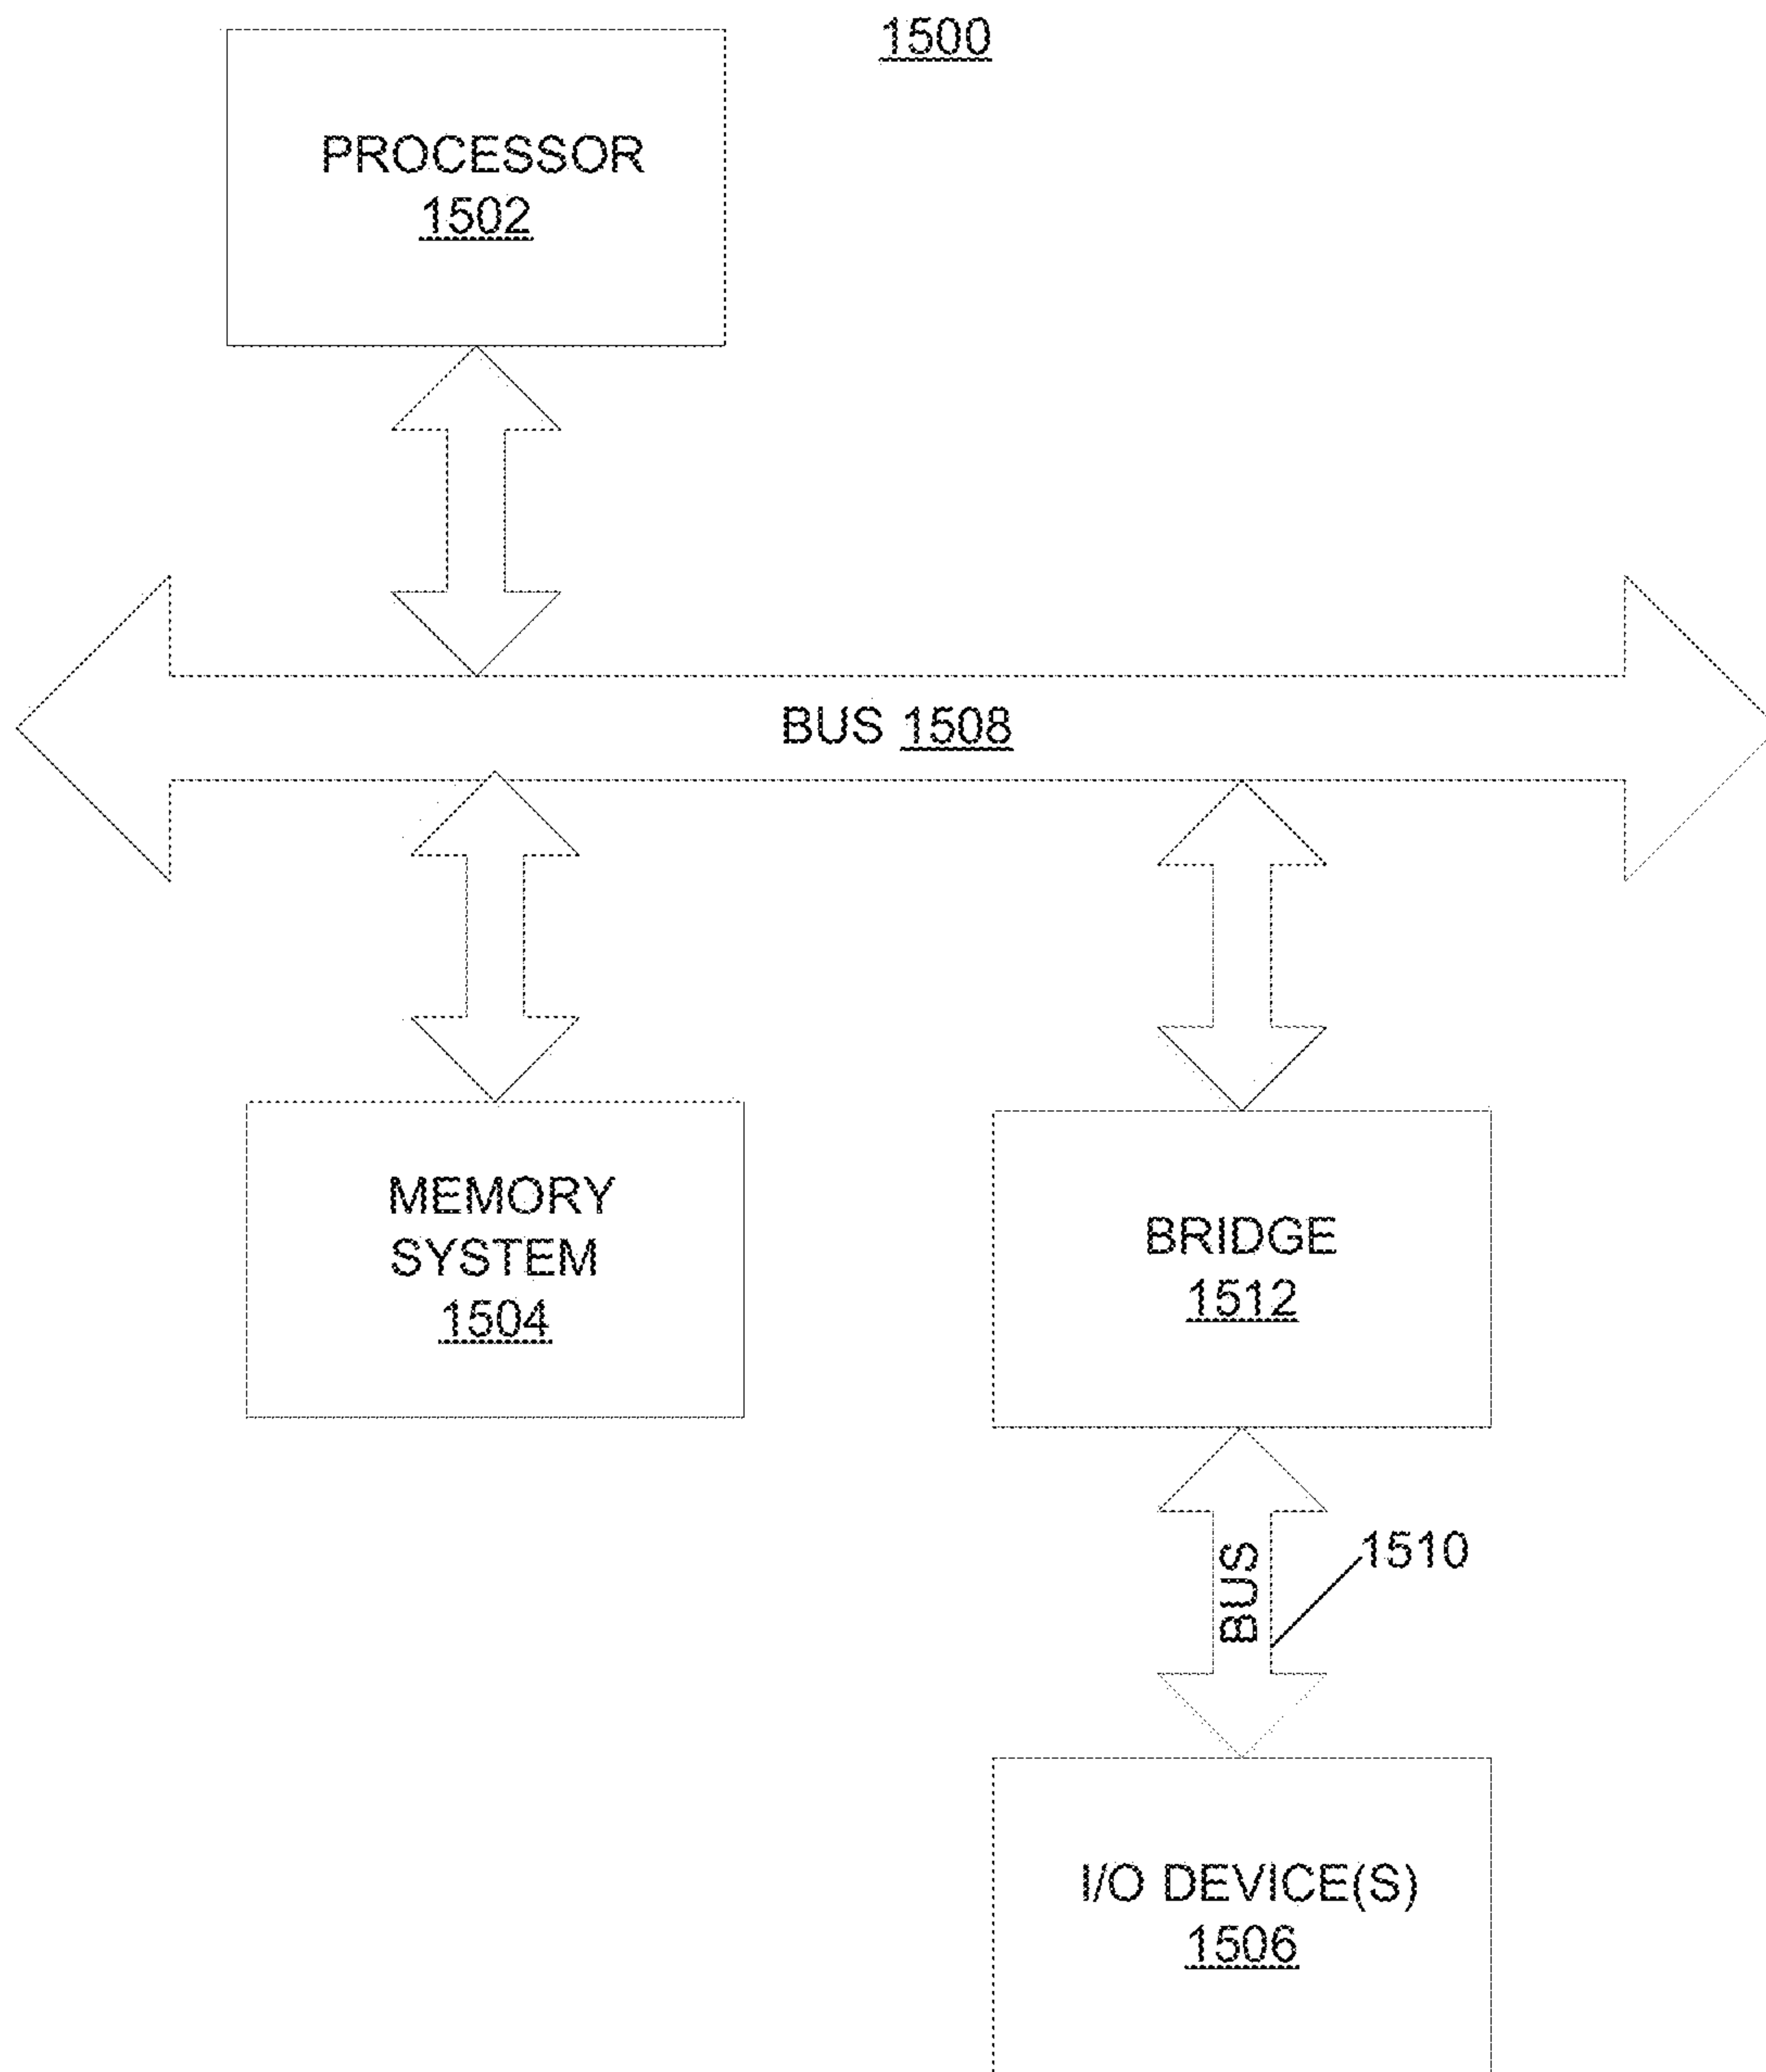 1500
PROCESSOR
1502
BUS 1508
MEMORY
SYSTEM
1504
BRIDGE
1512
BUS
1510
I/O DEVICE(S)
1506